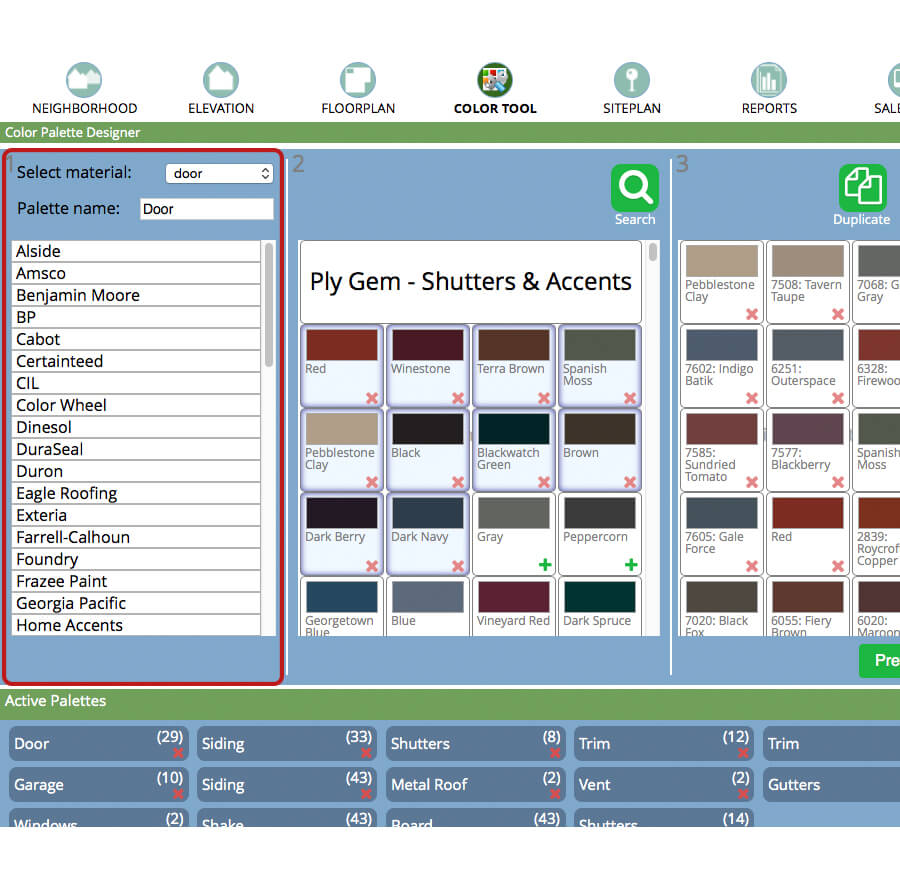 NEIGHBORHOOD
ELEVATION
FLOORPLAN
COLOR TOOL
SITEPLAN
REPORTS
SALE
Color Palette Designer
1
Select material:
door
Palette name:
Door
Alside
Amsco
Benjamin Moore
BP
Cabot
Certainteed
CIL
Color Wheel
Dinesol
DuraSeal
Duron
Eagle Roofing
Exteria
Farrell-Calhoun
Foundry
Frazee Paint
Georgia Pacific
Home Accents
2
Search
Ply Gem - Shutters & Accents
Red
Winestone
Terra Brown
Spanish
Moss
Pebblestone
Clay
Black
Blackwatch
Green
Brown
Dark Berry
Dark Navy
Gray
Peppercorn
Georgetown
Blue
Blue
Vineyard Red
Dark Spruce
3
Duplicate
Pebblestone
Clay
7508: Tavern
Taupe
7068: G
Gray
7602: Indigo
Batik
6251:
Outerspace
6328:
Firewoo
7585:
Sundried
Tomato
7577:
Blackberry
Spanish
Moss
7605: Gale
Force
Red
2839:
Roycrof
Copper
7020: Black
Fox
6055: Fiery
Brown
6020:
Maroon
Pre
Active Palettes
Door (29)
Siding (33)
Shutters (8)
Trim (12)
Trim
Garage (10)
Siding (43)
Metal Roof (2)
Vent (2)
Gutters
Windows (2)
Shake (43)
Board (43)
Shutters (14)